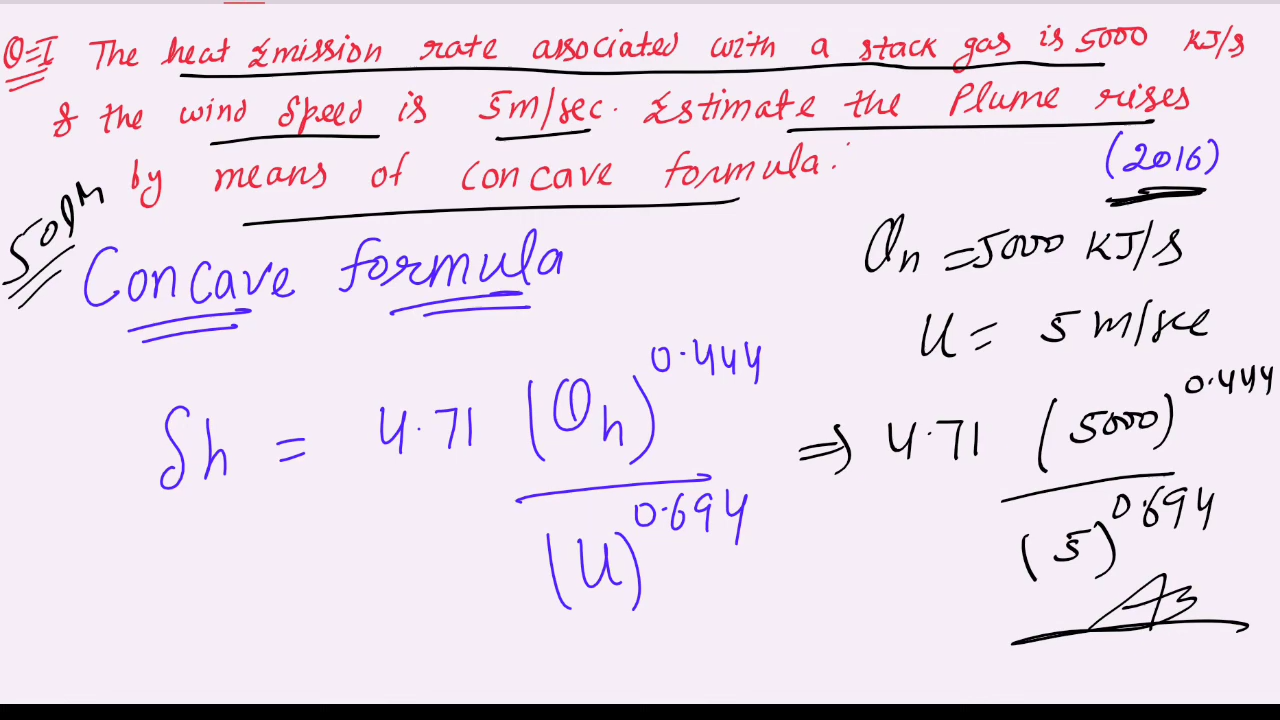 Q=I The heat Emission rate associated with a stack gas is 5000 KJ/s
& the wind Speed is 5m/sec. Estimate the Plume rises
by means of Concave formula:
(2016)
Solⁿ
Concave formula
Qh = 5000 KJ/s
U = 5 m/sec
δh = 4.71 (Qh)^0.444 / (U)^0.694
⇒ 4.71 (5000)^0.444 / (5)^0.694